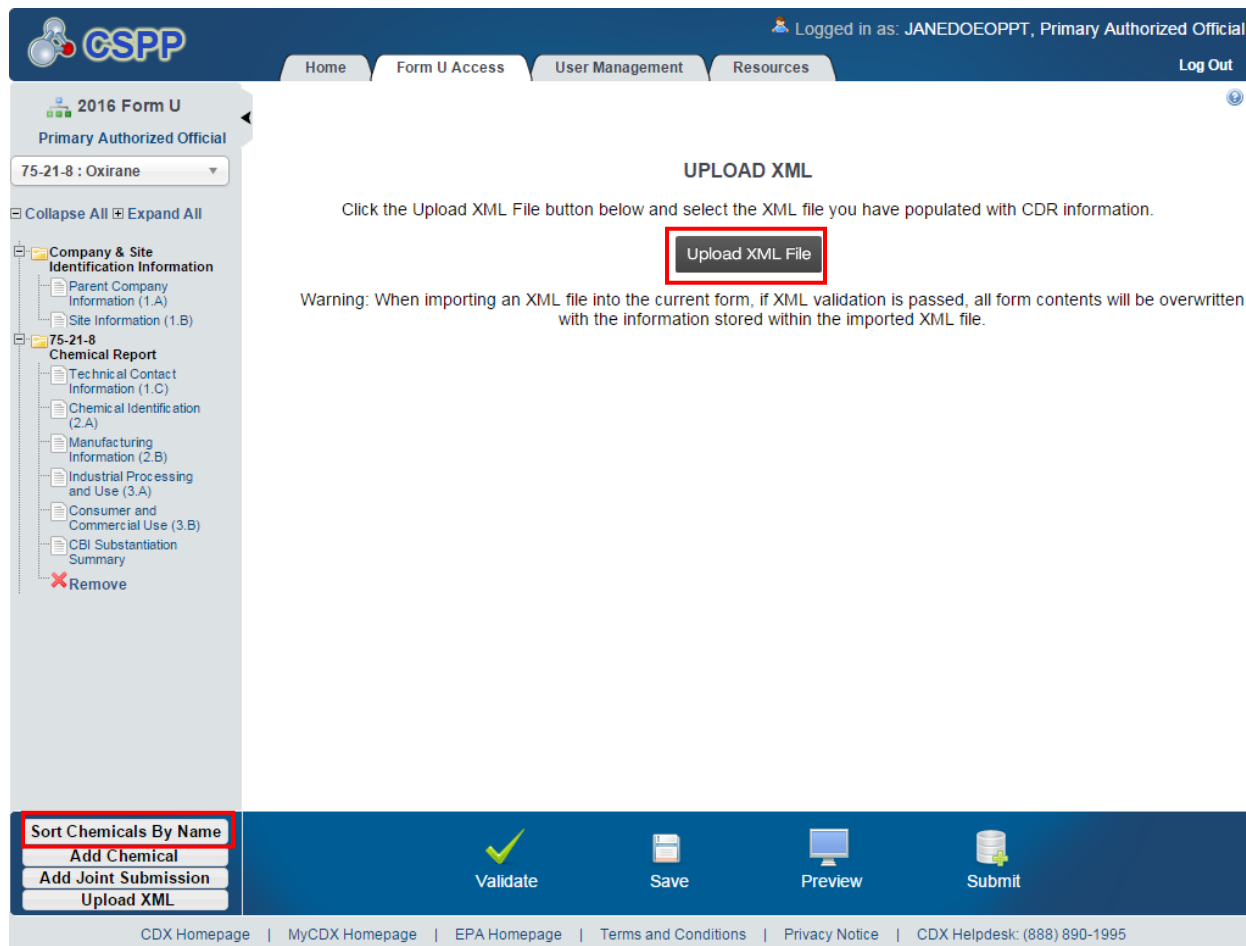 CSPP
Logged in as: JANEDOEOPPT, Primary Authorized Official
Home Form U Access User Management Resources Log Out
2016 Form U
Primary Authorized Official
75-21-8 : Oxirane
Collapse All Expand All
Company & Site
Identification Information
Parent Company
Information (1.A)
Site Information (1.B)
75-21-8
Chemical Report
Technical Contact
Information (1.C)
Chemical Identification
(2.A)
Manufacturing
Information (2.B)
Industrial Processing
and Use (3.A)
Consumer and
Commercial Use (3.B)
CBI Substantiation
Summary
Remove
UPLOAD XML
Click the Upload XML File button below and select the XML file you have populated with CDR information.
Upload XML File
Warning: When importing an XML file into the current form, if XML validation is passed, all form contents will be overwritten
with the information stored within the imported XML file.
Sort Chemicals By Name
Add Chemical
Add Joint Submission
Upload XML
Validate Save Preview Submit
CDX Homepage | MyCDX Homepage | EPA Homepage | Terms and Conditions | Privacy Notice | CDX Helpdesk: (888) 890-1995